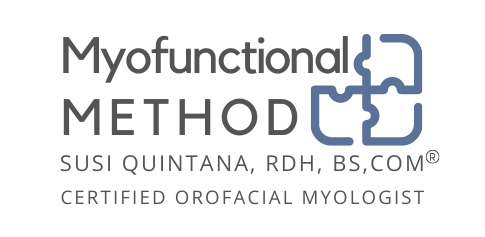 Myofunctional
METHOD
SUSI QUINTANA, RDH, BS,COM®
CERTIFIED OROFACIAL MYOLOGIST